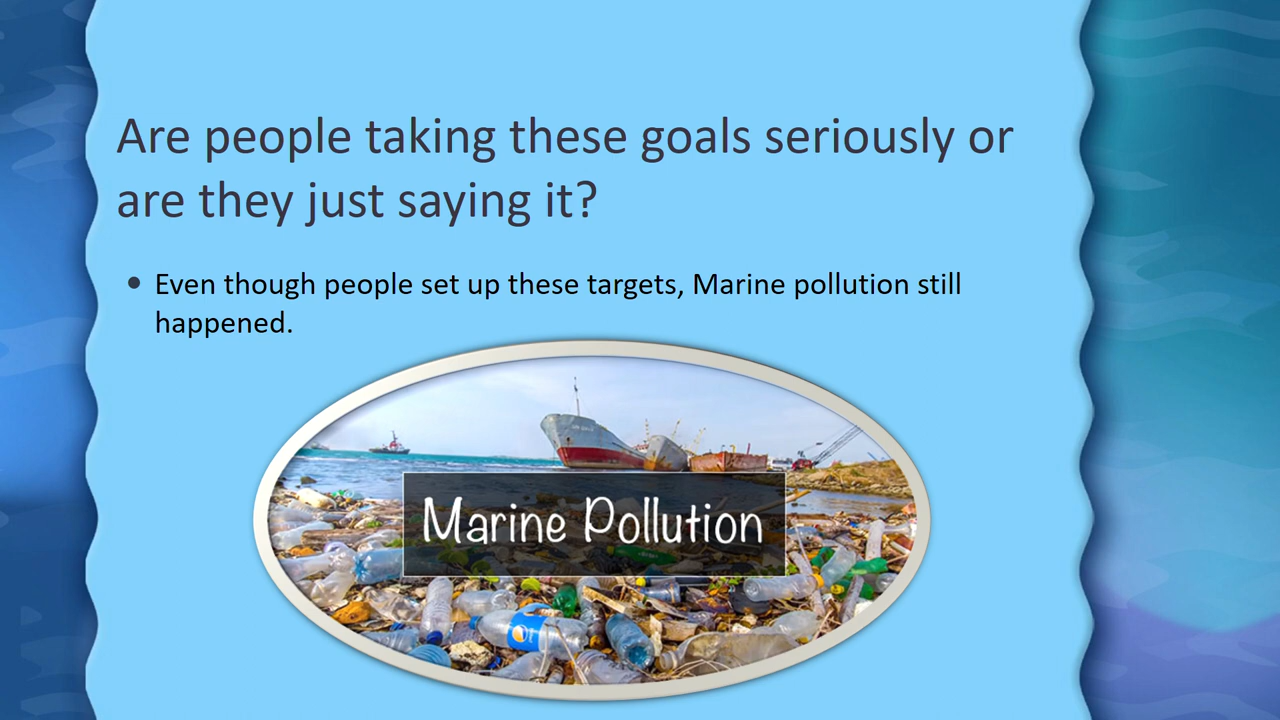 Are people taking these goals seriously or
are they just saying it?
• Even though people set up these targets, Marine pollution still
happened.
Marine Pollution